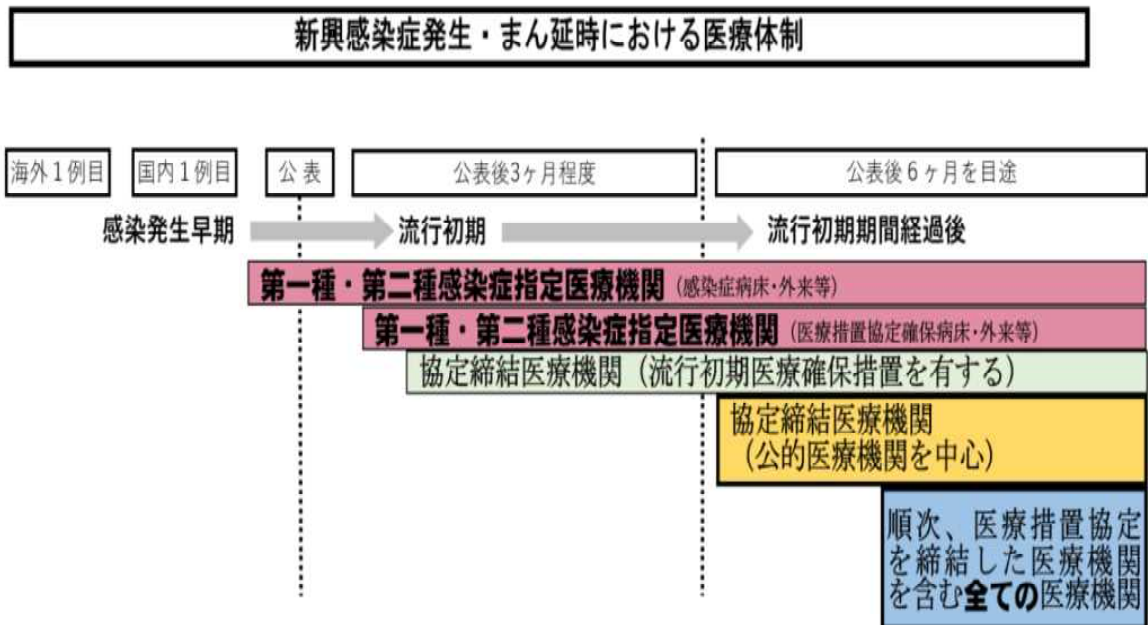 新興感染症発生・まん延時における医療体制
海外1例目
国内1例目
公表
公表後3ヶ月程度
公表後6ヶ月を目途
感染発生早期
流行初期
流行初期期間経過後
第一種・第二種感染症指定医療機関(感染症病床・外来等)
第一種・第二種感染症指定医療機関(医療措置協定確保病床・外来等)
協定締結医療機関(流行初期医療確保措置を有する)
協定締結医療機関
(公的医療機関を中心)
順次、医療措置協定
を締結した医療機関
を含む全ての医療機関